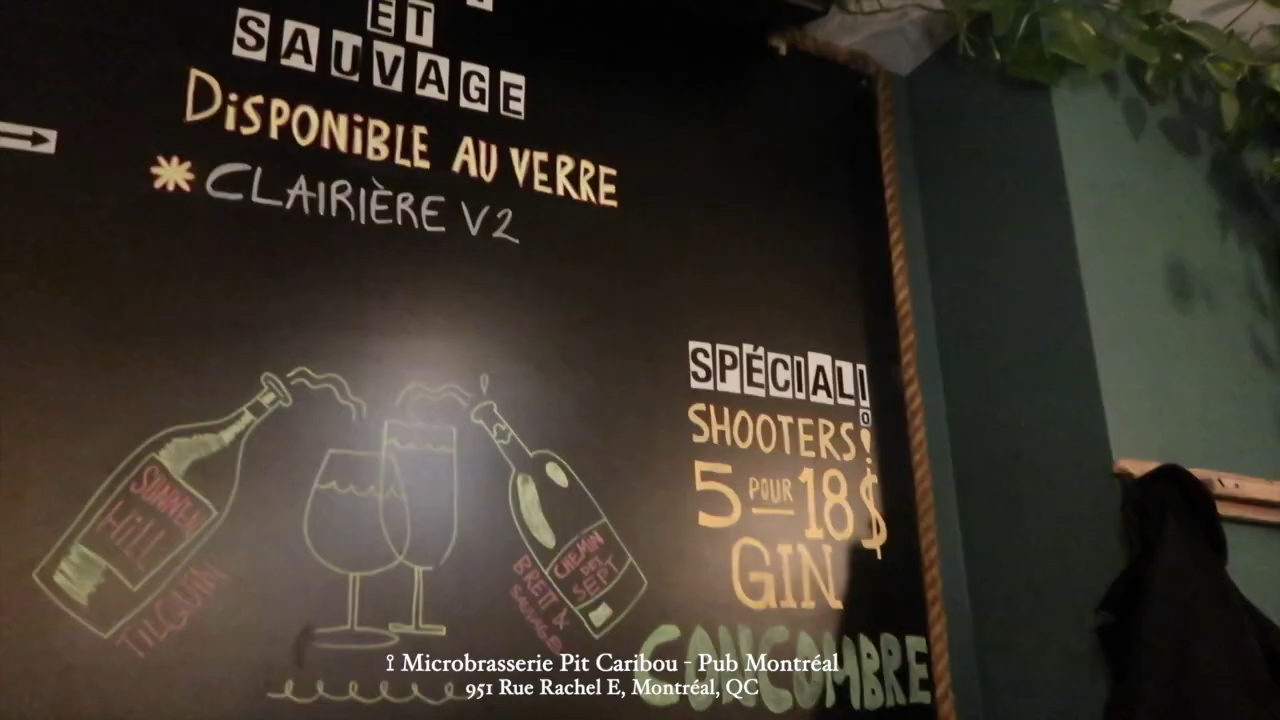 ET
SAUVAGE
DiSPONiBLE AU VERRE
* CLAIRIÈRE V2
SPÉCIAL!
SHOOTERS!
5 POUR 18$
GIN
CONCOMBRE
SONNEN
HiLL
TILQUIN
CHEMIN
DES
SEPT
BRETT &
SAUVAGE
Microbrasserie Pit Caribou - Pub Montréal
951 Rue Rachel E, Montréal, QC